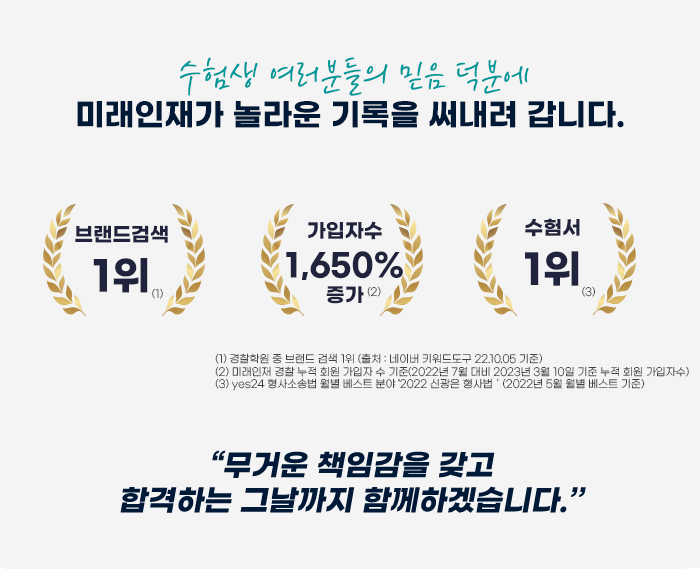 수험생 여러분들의 믿음 덕분에
미래인재가 놀라운 기록을 써내려 갑니다.
브랜드검색
1위(1)
가입자수
1,650%
증가(2)
수험서
1위(3)
(1) 경찰학원 중 브랜드 검색 1위 (출처 : 네이버 키워드도구 22.10.05 기준)
(2) 미래인재 경찰 누적 회원 가입자 수 기준(2022년 7월 대비 2023년 3월 10일 기준 누적 회원 가입자수)
(3) yes24 형사소송법 월별 베스트 분야 '2022 신광은 형사법 ' (2022년 5월 월별 베스트 기준)
“무거운 책임감을 갖고
합격하는 그날까지 함께하겠습니다.”